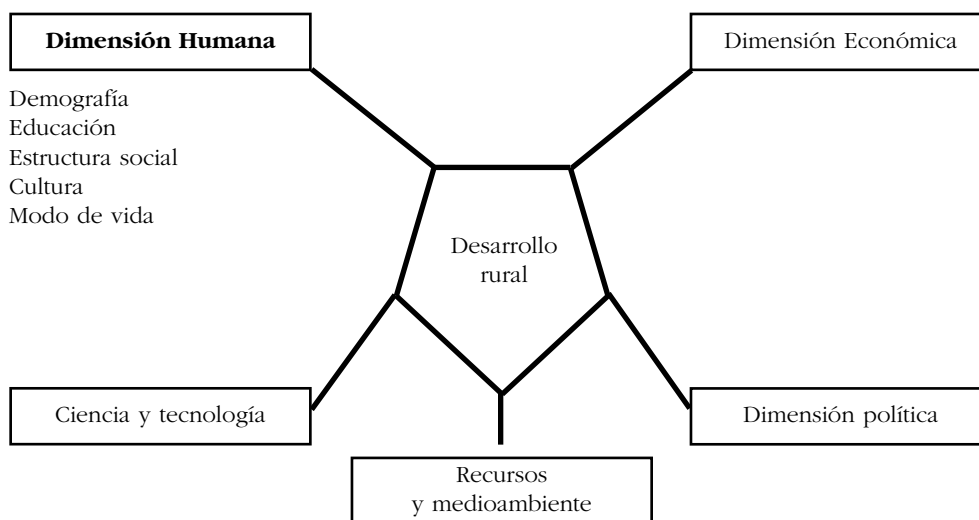 Dimensión Humana
Dimensión Económica
Demografía
Educación
Estructura social
Cultura
Modo de vida
Desarrollo
rural
Ciencia y tecnología
Dimensión política
Recursos
y medioambiente